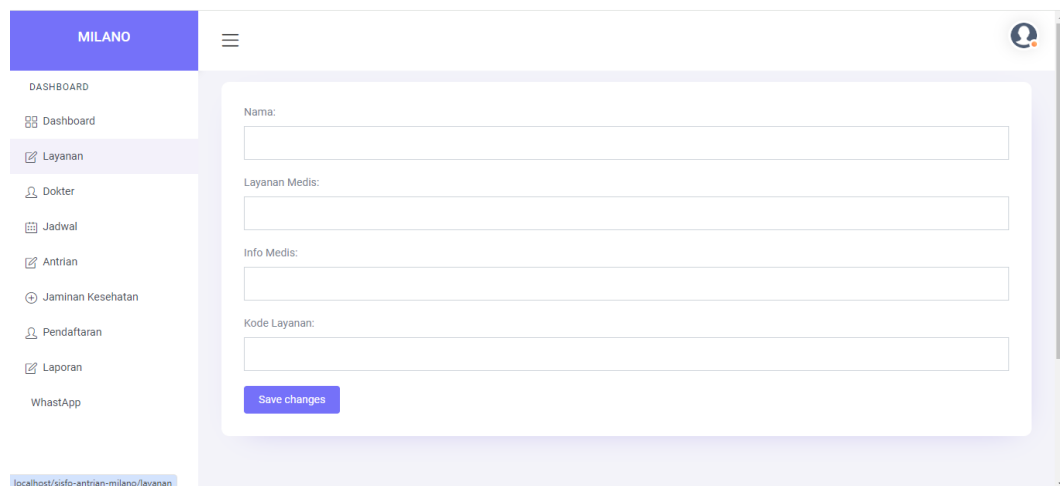 MILANO
DASHBOARD
Dashboard
Layanan
Dokter
Jadwal
Antrian
Jaminan Kesehatan
Pendaftaran
Laporan
WhastApp
Nama:
Layanan Medis:
Info Medis:
Kode Layanan:
Save changes
localhost/sisfo-antrian-milano/layanan